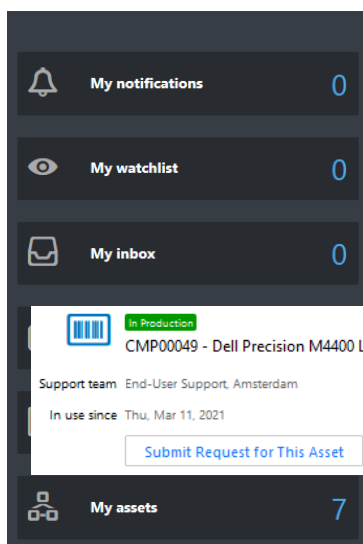 My notifications 0
My watchlist 0
My inbox 0
In Production
CMP00049 - Dell Precision M4400 L
Support team End-User Support, Amsterdam
In use since Thu, Mar 11, 2021
Submit Request for This Asset
My assets 7